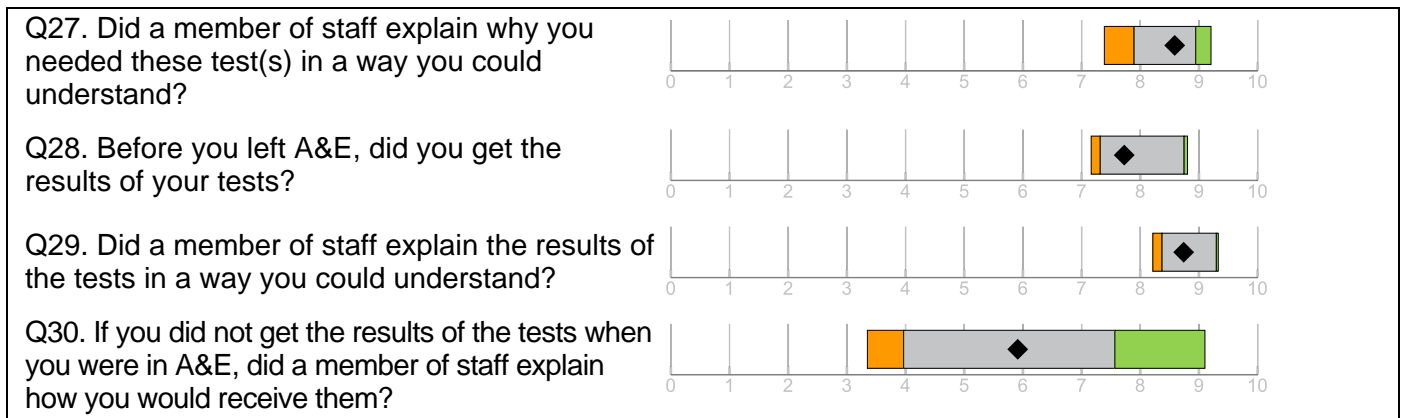 Q27. Did a member of staff explain why you
needed these test(s) in a way you could
understand?
0 1 2 3 4 5 6 7 8 9 10
Q28. Before you left A&E, did you get the
results of your tests?
0 1 2 3 4 5 6 7 8 9 10
Q29. Did a member of staff explain the results of
the tests in a way you could understand?
0 1 2 3 4 5 6 7 8 9 10
Q30. If you did not get the results of the tests when
you were in A&E, did a member of staff explain
how you would receive them?
0 1 2 3 4 5 6 7 8 9 10